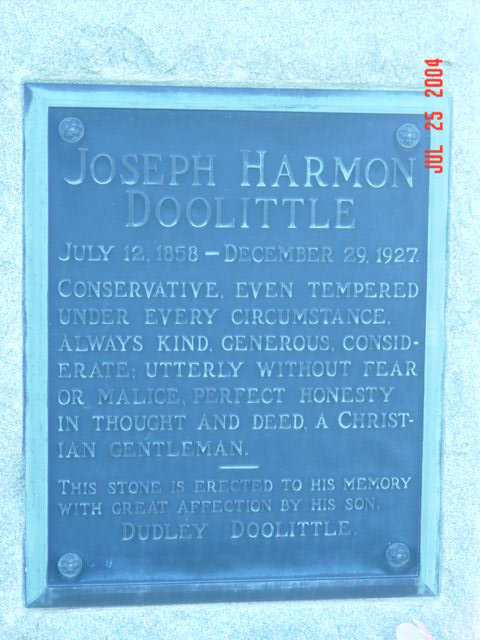 JOSEPH HARMON
DOOLITTLE
JULY 12, 1858 – DECEMBER 29, 1927.
CONSERVATIVE, EVEN TEMPERED
UNDER EVERY CIRCUMSTANCE,
ALWAYS KIND, GENEROUS, CONSID-
ERATE; UTTERLY WITHOUT FEAR
OR MALICE, PERFECT HONESTY
IN THOUGHT AND DEED, A CHRIST-
IAN GENTLEMAN.
THIS STONE IS ERECTED TO HIS MEMORY
WITH GREAT AFFECTION BY HIS SON,
DUDLEY DOOLITTLE.
JUL 25 2004